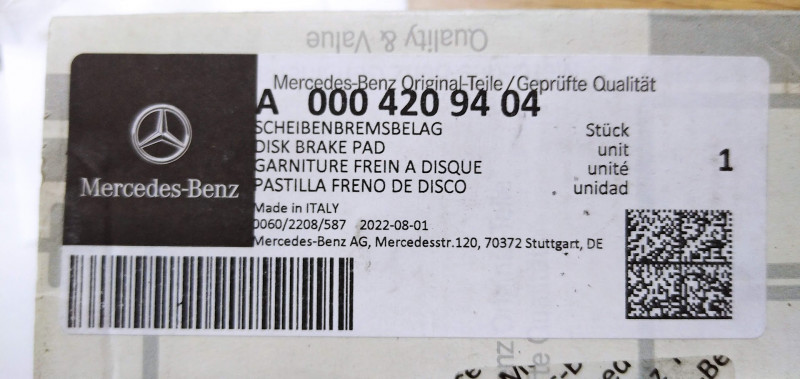 Quality & Value
Mercedes-Benz Original-Teile/Geprüfte Qualität
A 000 420 94 04
SCHEIBENBREMSBELAG Stück
DISK BRAKE PAD unit
GARNITURE FREIN A DISQUE unité
PASTILLA FRENO DE DISCO unidad
1
Mercedes-Benz
Made in ITALY
0060/2208/587 2022-08-01
Mercedes-Benz AG, Mercedesstr.120, 70372 Stuttgart, DE